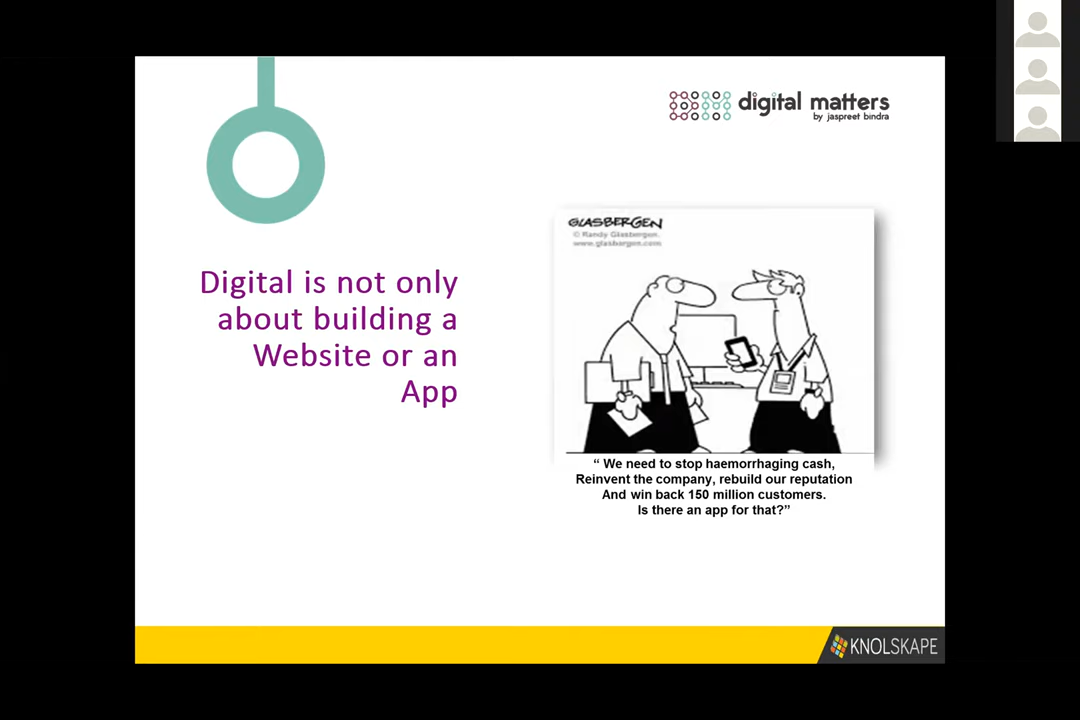 digital matters
by jaspreet bindra
Digital is not only
about building a
Website or an
App
GLASBERGEN
© Randy Glasbergen.
www.glasbergen.com
“ We need to stop haemorrhaging cash,
Reinvent the company, rebuild our reputation
And win back 150 million customers.
Is there an app for that?”
KNOLSKAPE